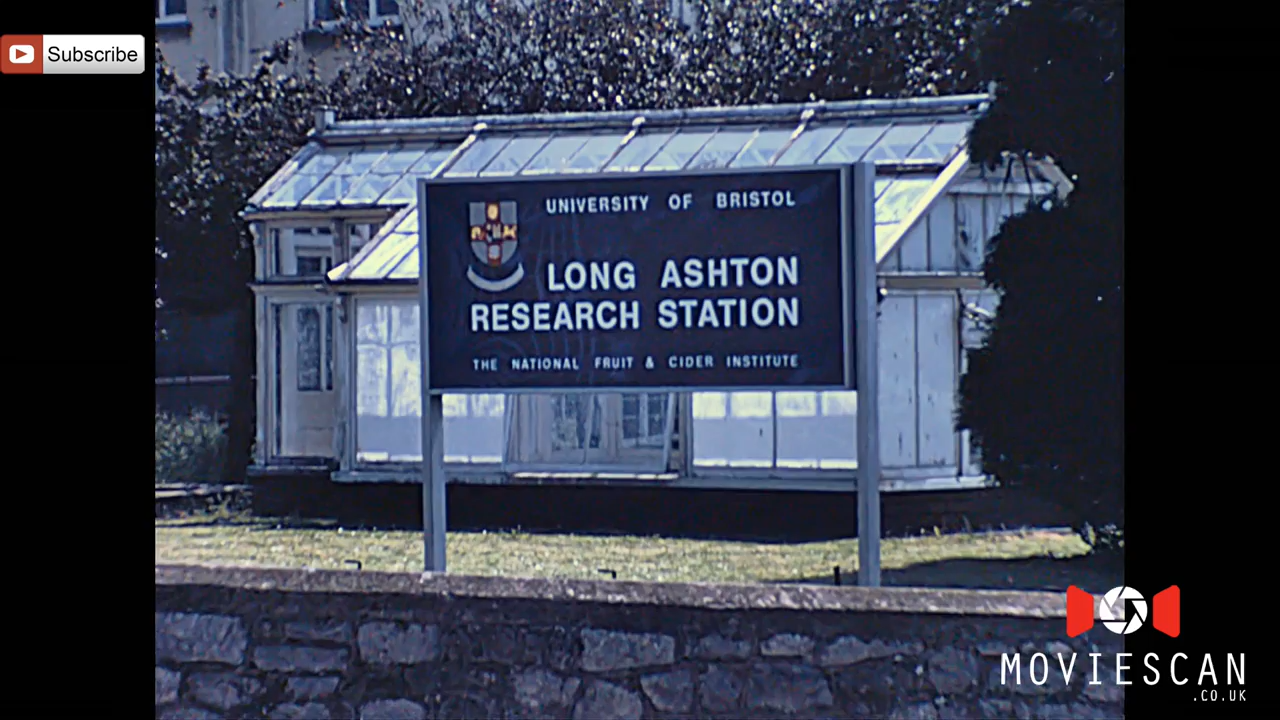 Subscribe
UNIVERSITY OF BRISTOL
LONG ASHTON
RESEARCH STATION
THE NATIONAL FRUIT & CIDER INSTITUTE
MOVIESCAN
.CO.UK